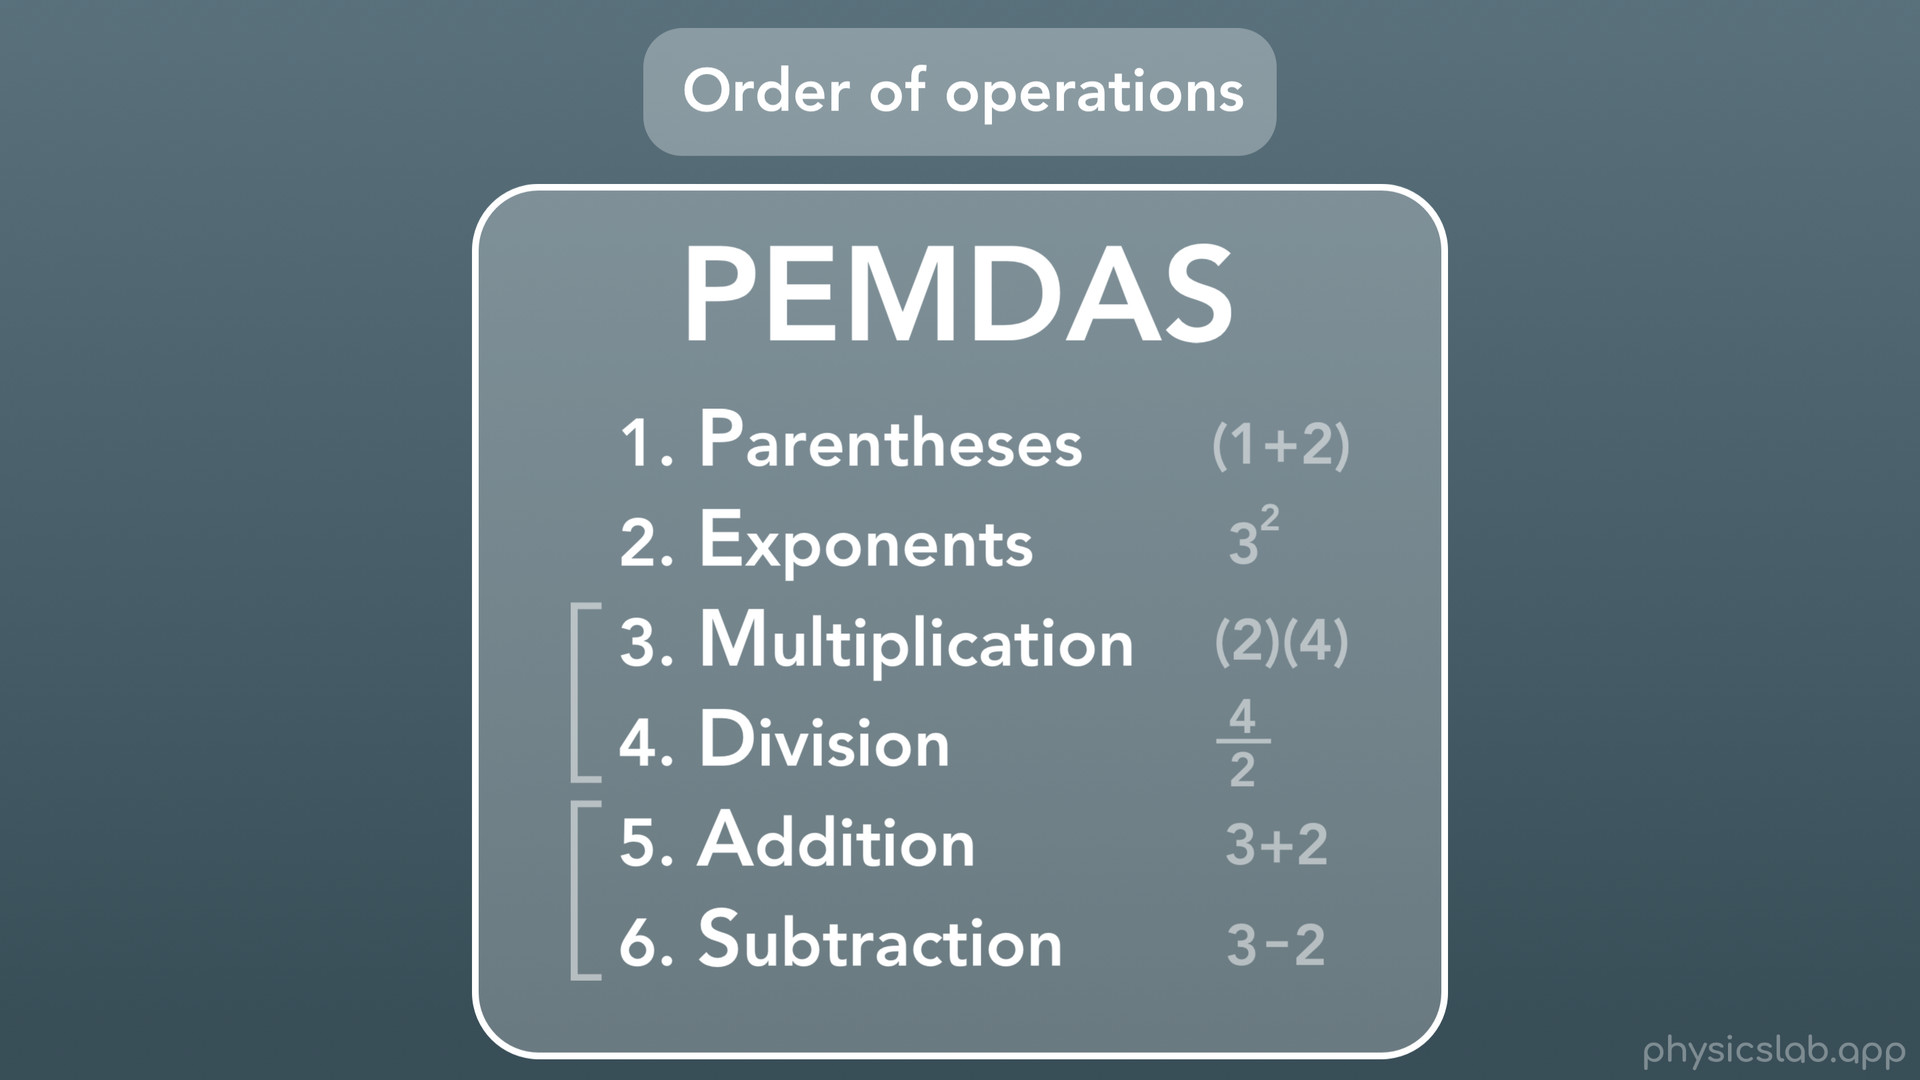 Order of operations
PEMDAS
1. Parentheses (1+2)
2. Exponents 3²
3. Multiplication (2)(4)
4. Division 4/2
5. Addition 3+2
6. Subtraction 3-2
physicslab.app